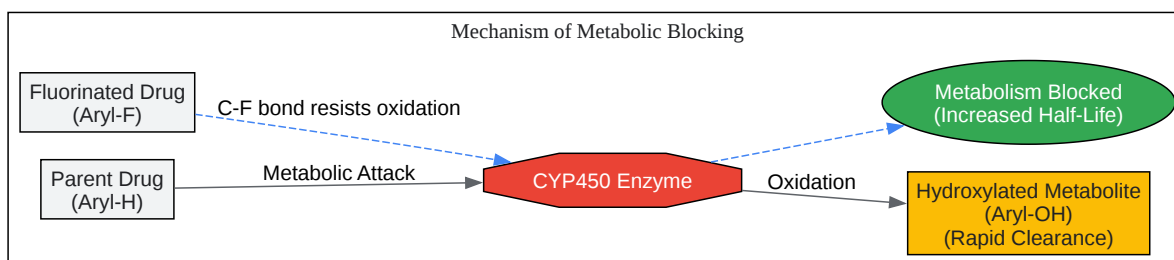 Mechanism of Metabolic Blocking
Fluorinated Drug
(Aryl-F)
C-F bond resists oxidation
Metabolism Blocked
(Increased Half-Life)
Parent Drug
(Aryl-H)
Metabolic Attack
CYP450 Enzyme
Oxidation
Hydroxylated Metabolite
(Aryl-OH)
(Rapid Clearance)